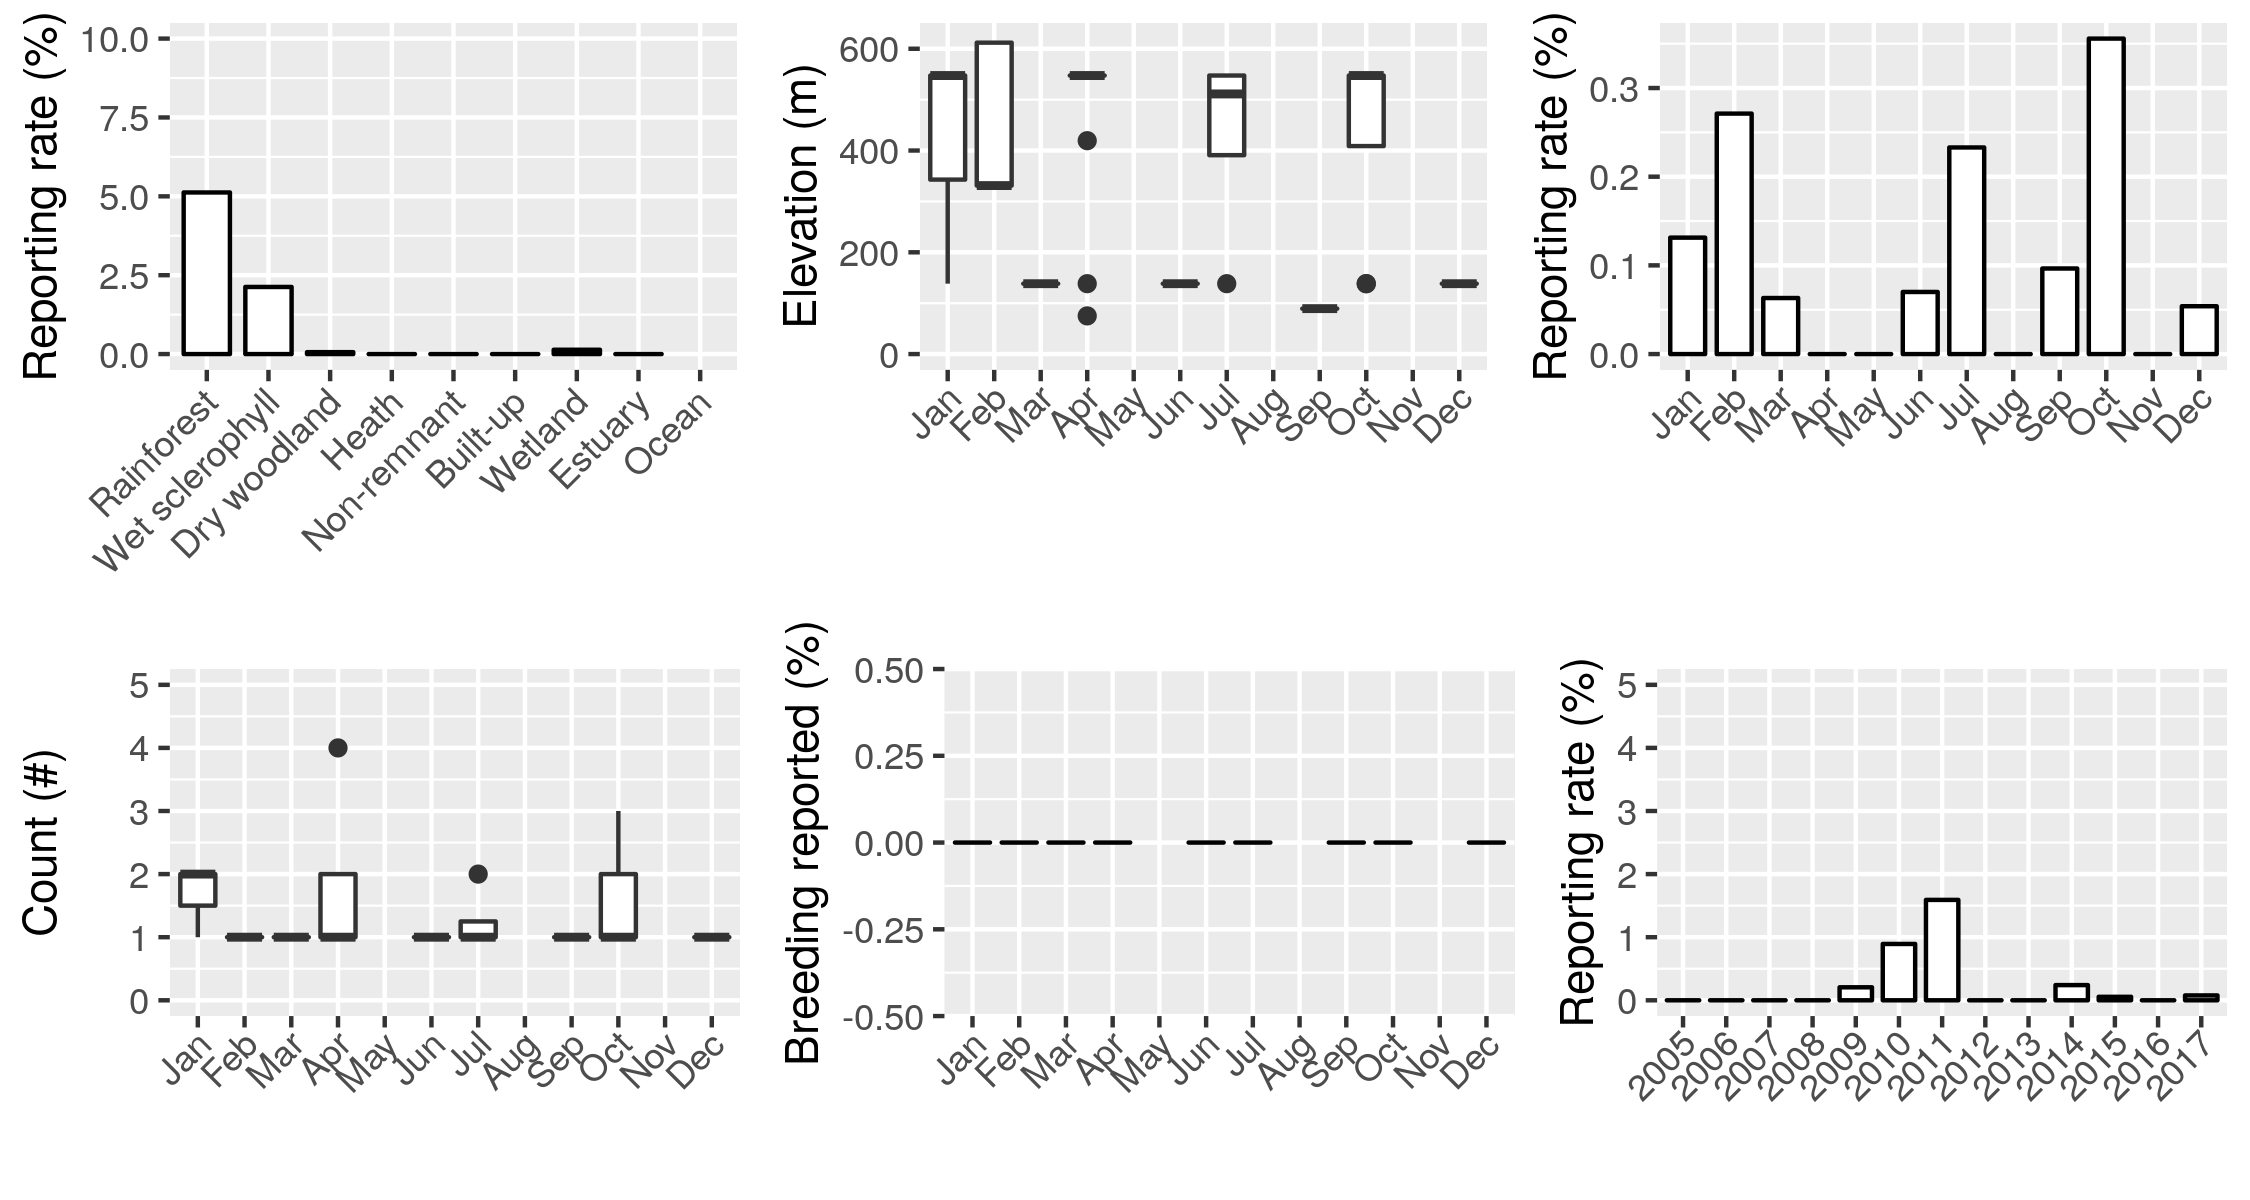 Reporting rate (%)
10.0
7.5
5.0
2.5
0.0
Rainforest
Wet sclerophyll
Dry woodland
Heath
Non-remnant
Built-up
Wetland
Estuary
Ocean
Elevation (m)
600
400
200
0
Jan
Feb
Mar
Apr
May
Jun
Jul
Aug
Sep
Oct
Nov
Dec
Reporting rate (%)
0.3
0.2
0.1
0.0
Jan
Feb
Mar
Apr
May
Jun
Jul
Aug
Sep
Oct
Nov
Dec
Count (#)
5
4
3
2
1
0
Jan
Feb
Mar
Apr
May
Jun
Jul
Aug
Sep
Oct
Nov
Dec
Breeding reported (%)
0.50
0.25
0.00
-0.25
-0.50
Jan
Feb
Mar
Apr
May
Jun
Jul
Aug
Sep
Oct
Nov
Dec
Reporting rate (%)
5
4
3
2
1
0
2005
2006
2007
2008
2009
2010
2011
2012
2013
2014
2015
2016
2017